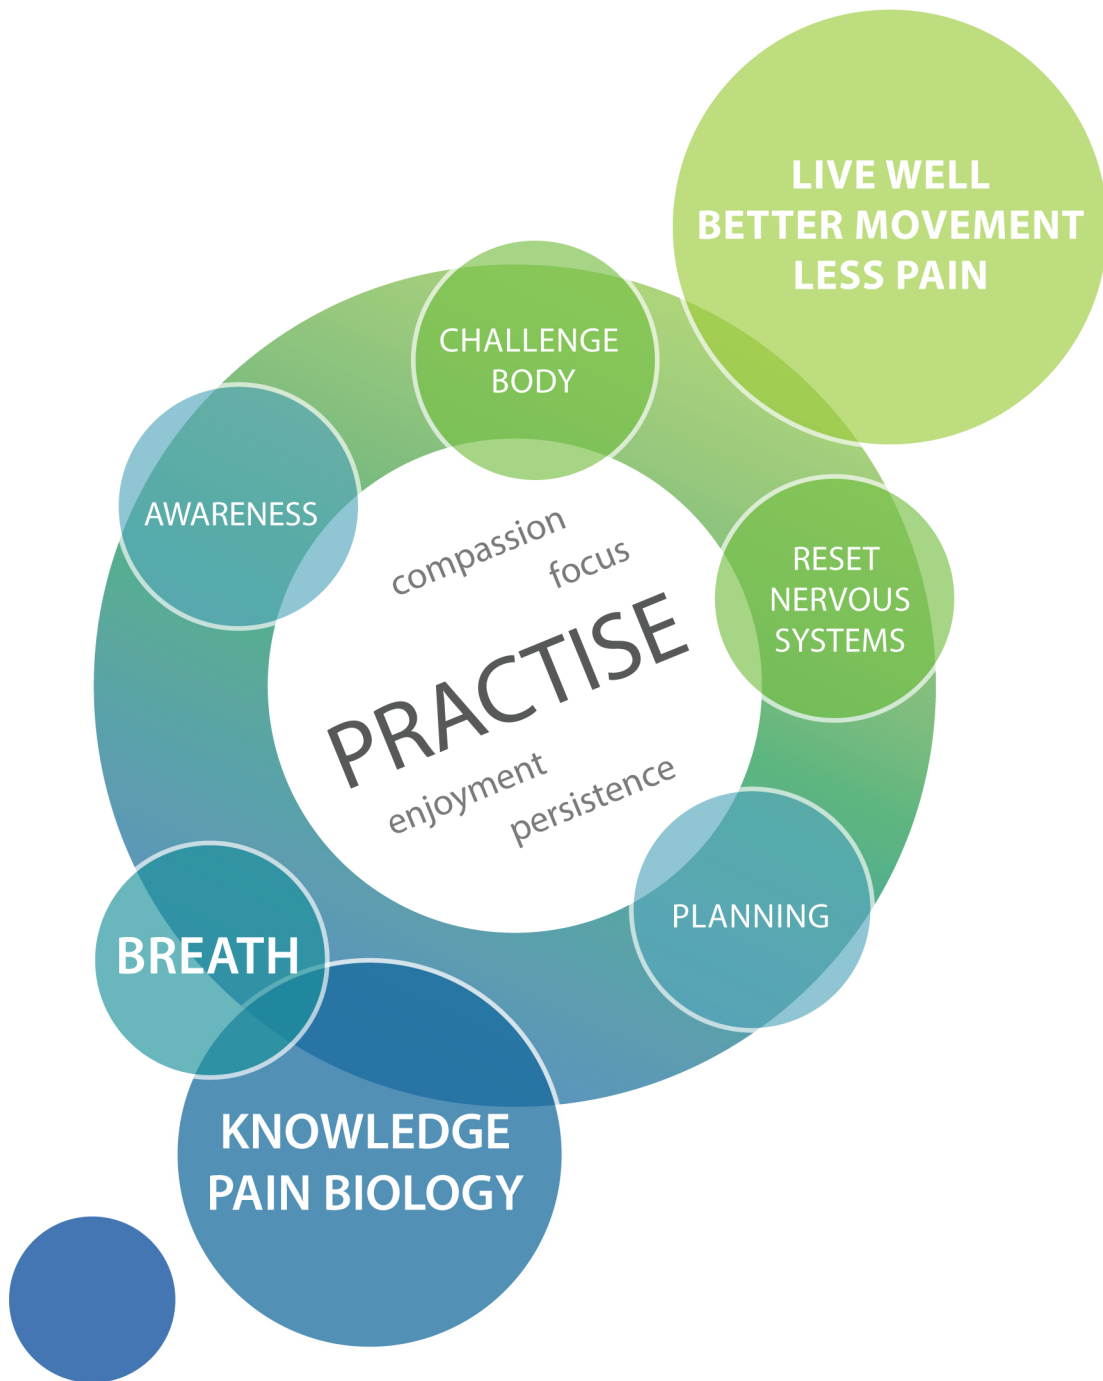 LIVE WELL
BETTER MOVEMENT
LESS PAIN
CHALLENGE
BODY
AWARENESS
compassion
focus
RESET
NERVOUS
SYSTEMS
PRACTISE
enjoyment
persistence
PLANNING
BREATH
KNOWLEDGE
PAIN BIOLOGY